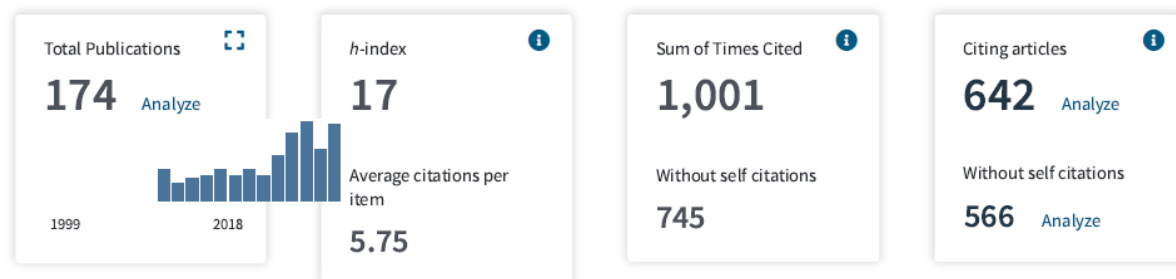 Total Publications
174 Analyze
1999 2018
h-index
17
Average citations per
item
5.75
Sum of Times Cited
1,001
Without self citations
745
Citing articles
642 Analyze
Without self citations
566 Analyze